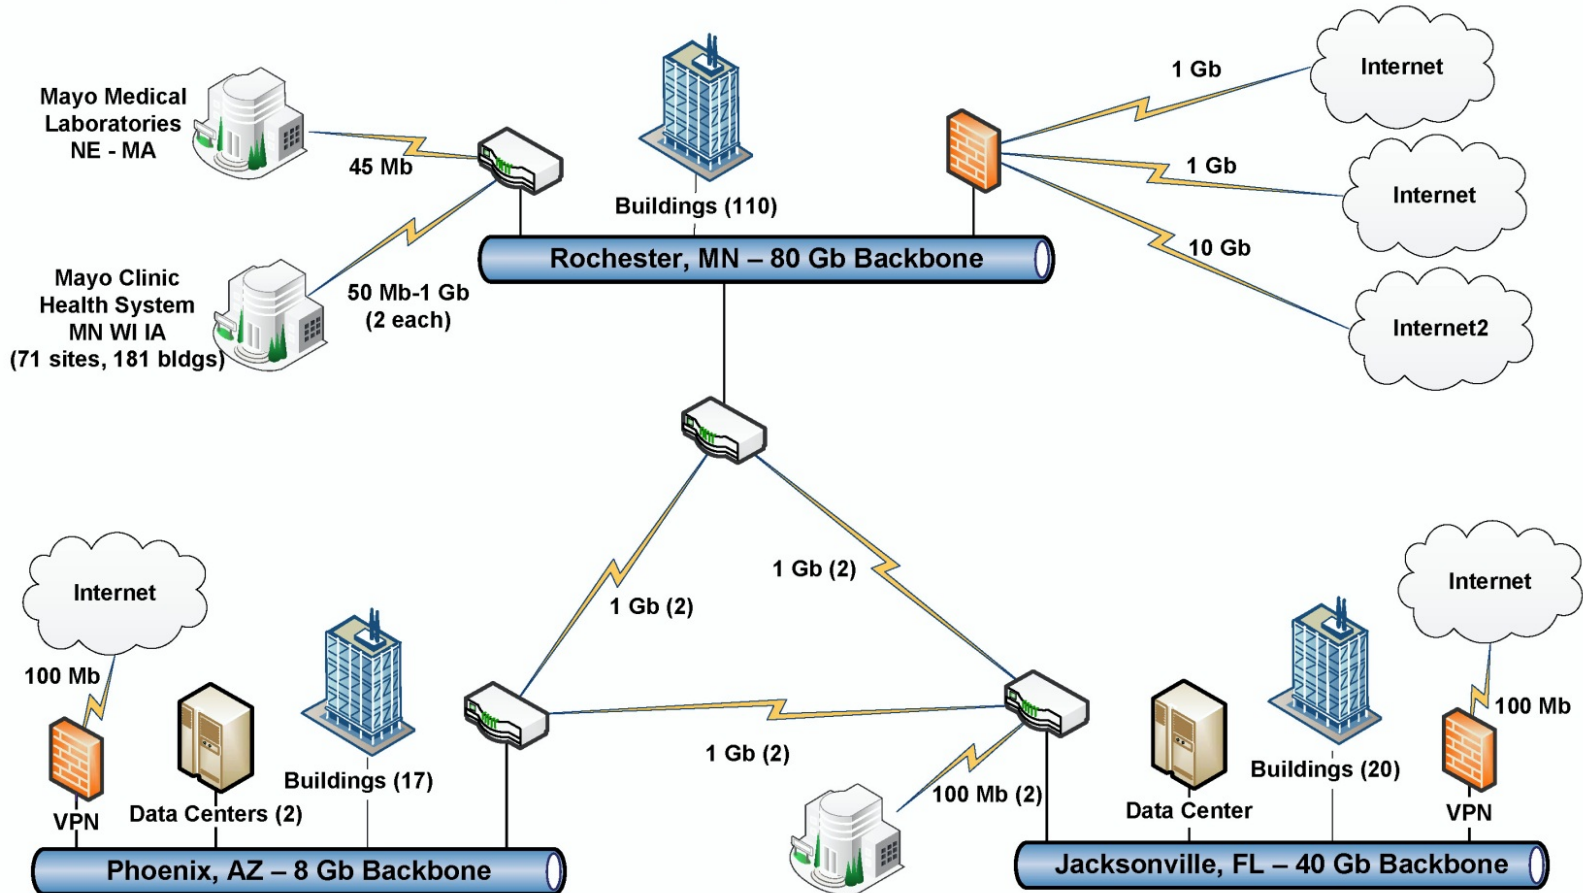 Mayo Medical
Laboratories
NE - MA
45 Mb
Buildings (110)
1 Gb
Internet
1 Gb
Internet
10 Gb
Internet2
Rochester, MN – 80 Gb Backbone
Mayo Clinic
Health System
MN WI IA
(71 sites, 181 bldgs)
50 Mb-1 Gb
(2 each)
1 Gb (2)
1 Gb (2)
1 Gb (2)
Internet
100 Mb
VPN
Data Centers (2)
Buildings (17)
Phoenix, AZ – 8 Gb Backbone
100 Mb (2)
Data Center
Buildings (20)
Internet
100 Mb
VPN
Jacksonville, FL – 40 Gb Backbone